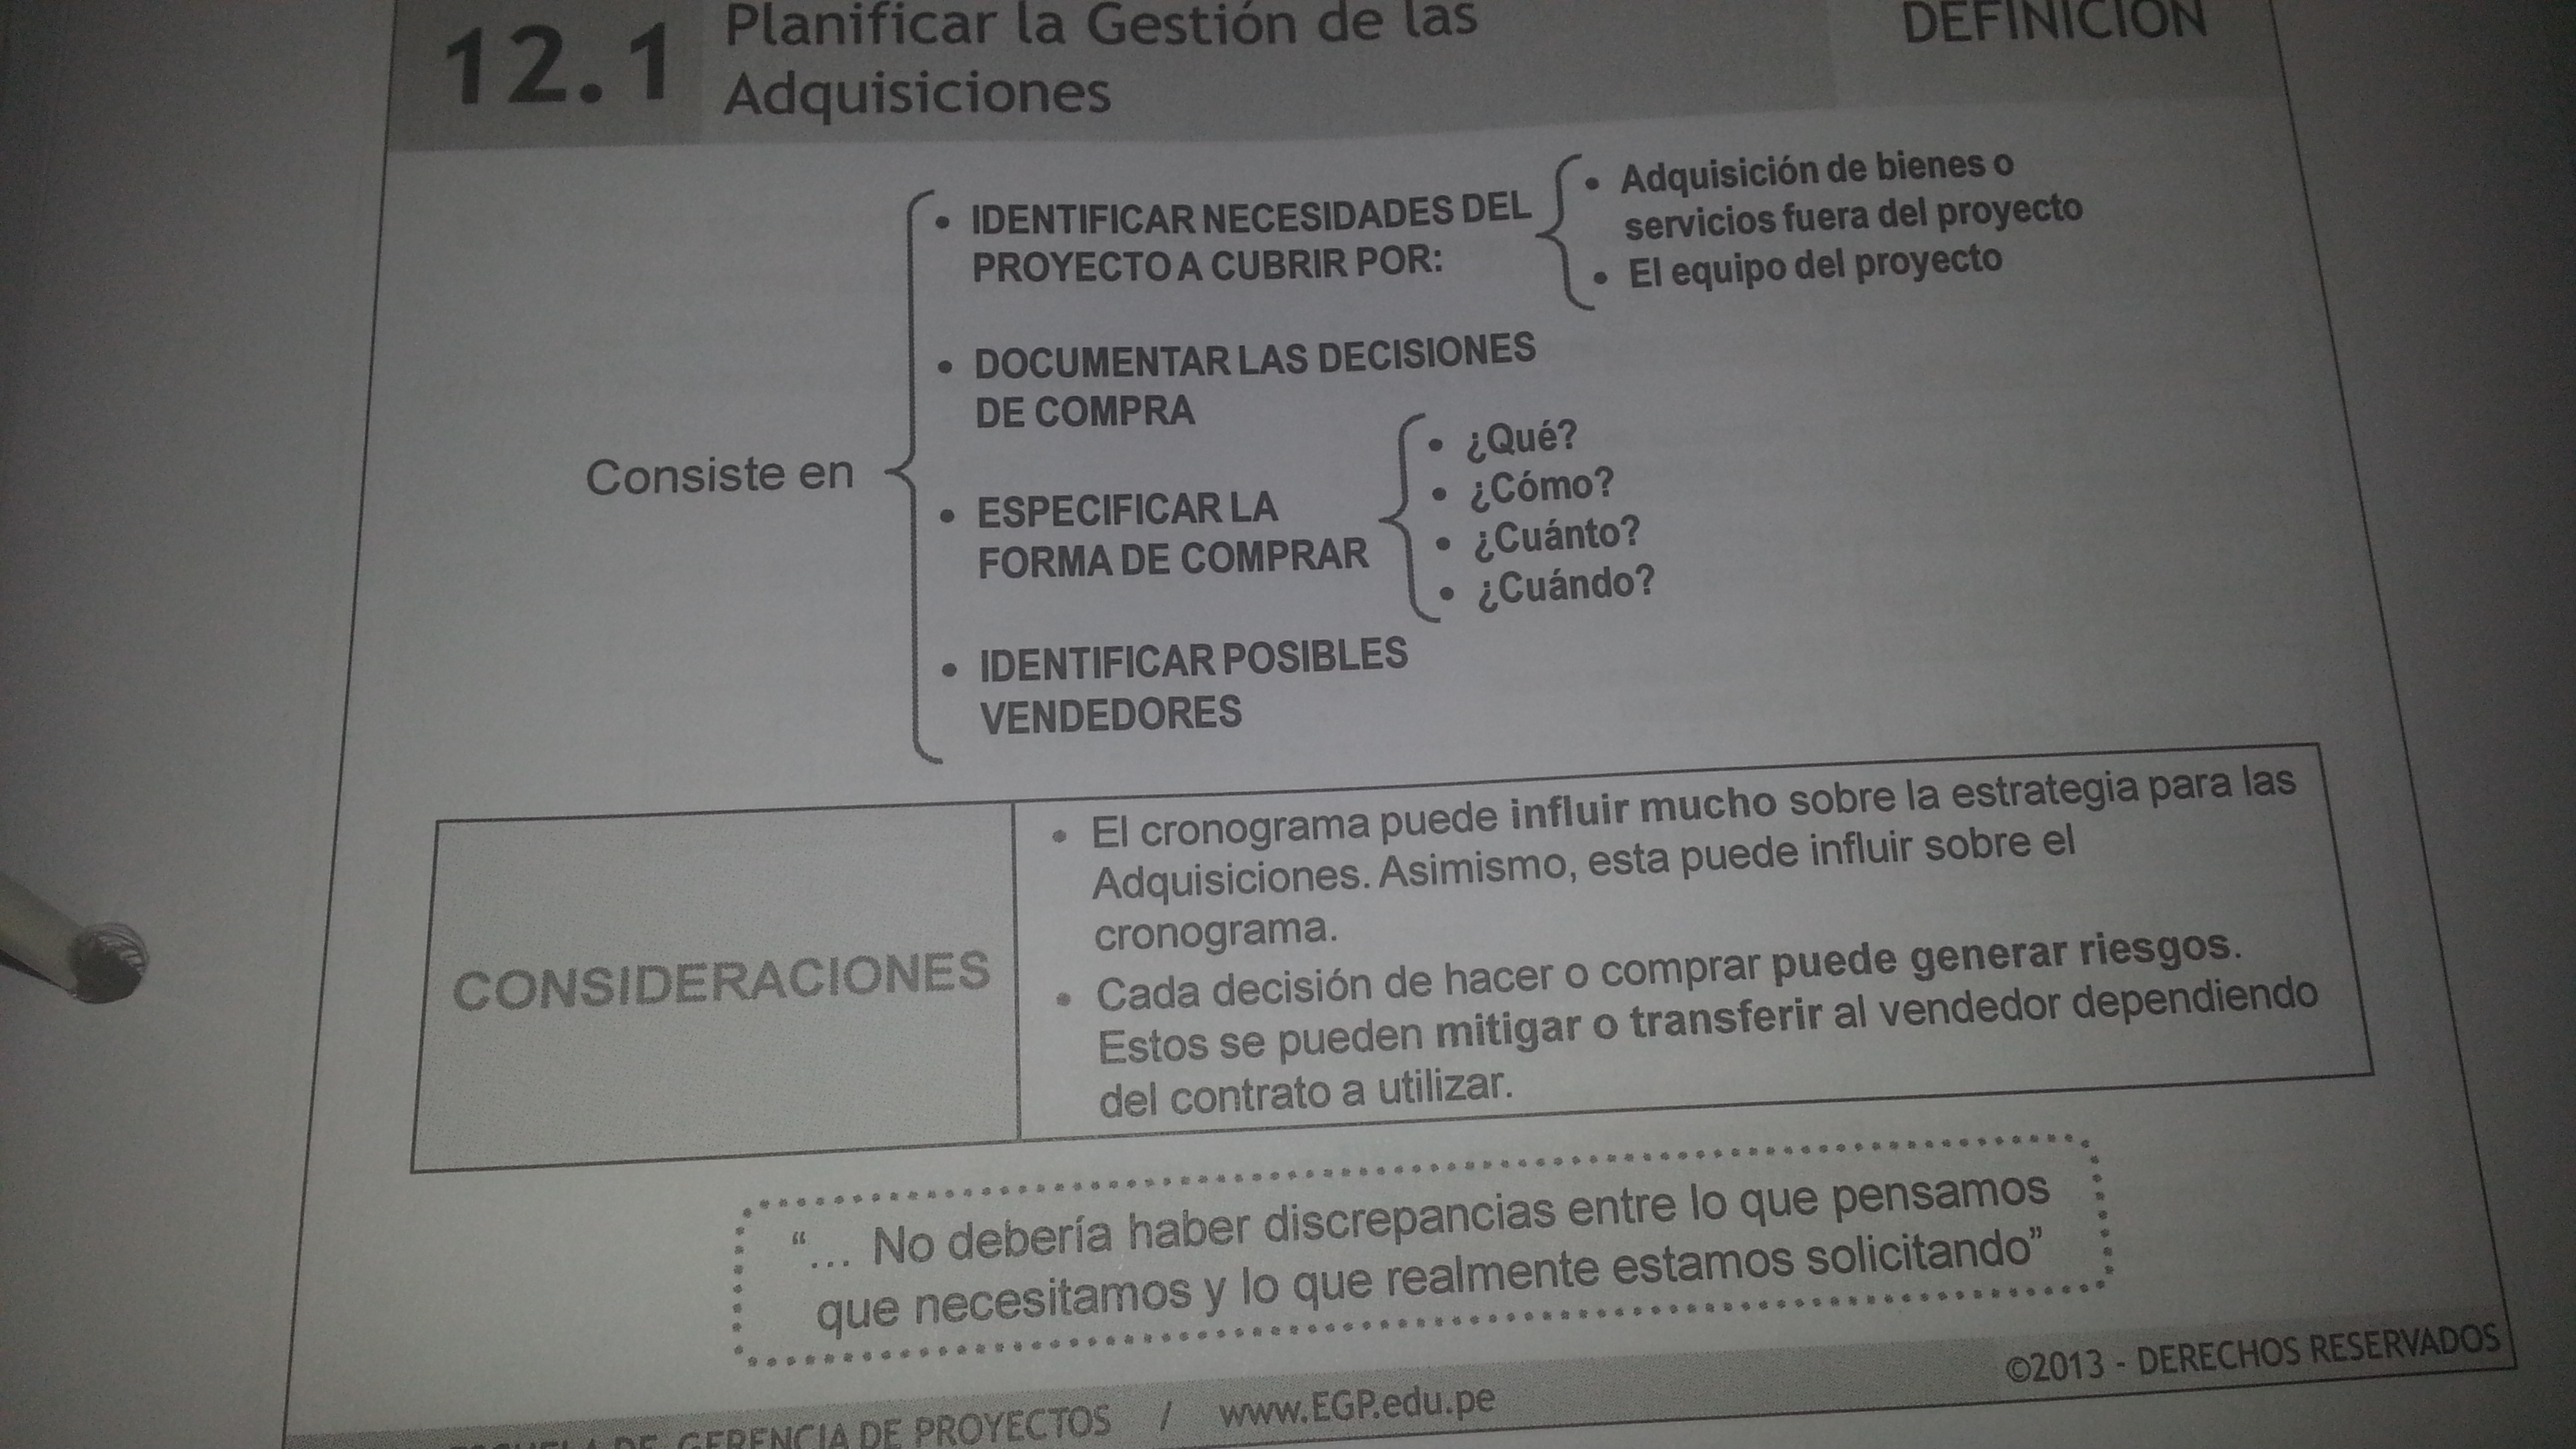 12.1
Planificar la Gestión de las
Adquisiciones
DEFINICIÓN
Consiste en
• IDENTIFICAR NECESIDADES DEL
PROYECTO A CUBRIR POR:
• Adquisición de bienes o
servicios fuera del proyecto
• El equipo del proyecto
• DOCUMENTAR LAS DECISIONES
DE COMPRA
• ESPECIFICAR LA
FORMA DE COMPRAR
• ¿Qué?
• ¿Cómo?
• ¿Cuánto?
• ¿Cuándo?
• IDENTIFICAR POSIBLES
VENDEDORES
CONSIDERACIONES
• El cronograma puede influir mucho sobre la estrategia para las
Adquisiciones. Asimismo, esta puede influir sobre el
cronograma.
• Cada decisión de hacer o comprar puede generar riesgos.
Estos se pueden mitigar o transferir al vendedor dependiendo
del contrato a utilizar.
“... No debería haber discrepancias entre lo que pensamos
que necesitamos y lo que realmente estamos solicitando”
ESCUELA DE GERENCIA DE PROYECTOS / www.EGP.edu.pe
©2013 - DERECHOS RESERVADOS